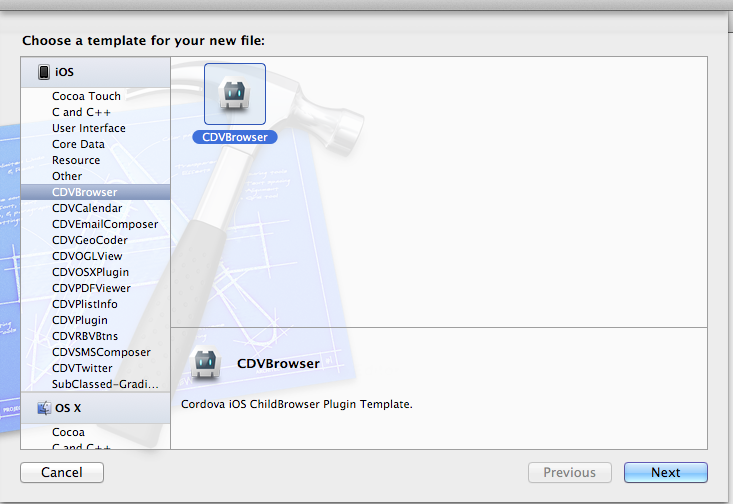 Choose a template for your new file:
iOS
Cocoa Touch
C and C++
User Interface
Core Data
Resource
Other
CDVBrowser
CDVCalendar
CDVEmailComposer
CDVGeoCoder
CDVOGLView
CDVOSXPlugin
CDVPDFViewer
CDVPlistInfo
CDVPlugin
CDVRBVBtns
CDVSMSComposer
CDVTwitter
SubClassed-Gradi...
OS X
Cocoa
C and C++
CDVBrowser
CDVBrowser
Cordova iOS ChildBrowser Plugin Template.
Cancel
Previous
Next